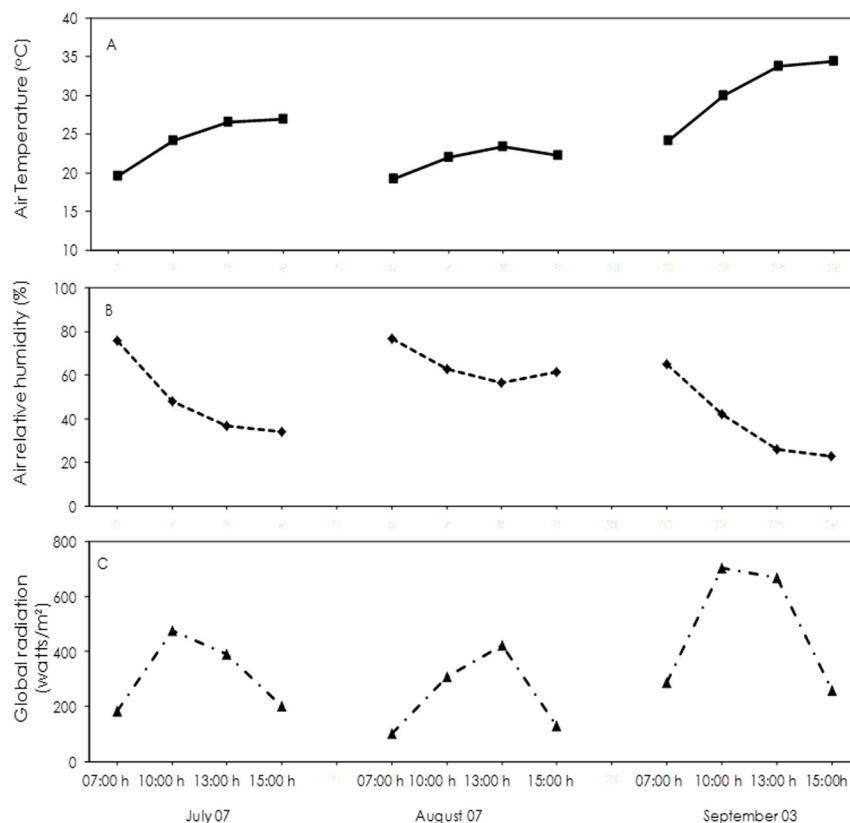 Air Temperature (°C)
A
40
35
30
25
20
15
10
Air relative humidity (%)
B
100
80
60
40
20
0
Global radiation
(watts/m²)
C
800
600
400
200
0
07:00 h 10:00 h 13:00 h 15:00 h 07:00 h 10:00 h 13:00 h 15:00 h 07:00 h 10:00 h 13:00 h 15:00h
July 07 August 07 September 03